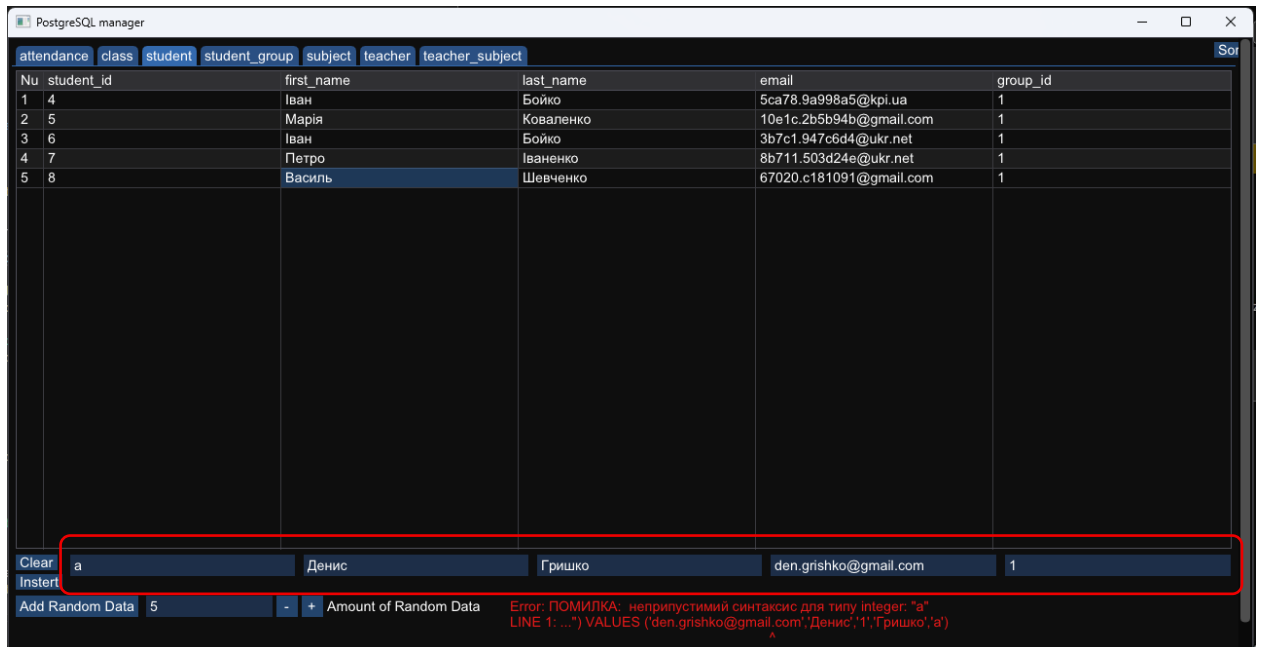 PostgreSQL manager
attendance class student student_group subject teacher teacher_subject Sor
Nu student_id first_name last_name email group_id
1 4 Іван Бойко 5ca78.9a998a5@kpi.ua 1
2 5 Марія Коваленко 10e1c.2b5b94b@gmail.com 1
3 6 Іван Бойко 3b7c1.947c6d4@ukr.net 1
4 7 Петро Іваненко 8b711.503d24e@ukr.net 1
5 8 Василь Шевченко 67020.c181091@gmail.com 1
Clear a Денис Гришко den.grishko@gmail.com 1
Instert
Add Random Data 5 - + Amount of Random Data Error: ПОМИЛКА: неприпустимий синтаксис для типу integer: "a"
LINE 1: ...") VALUES ('den.grishko@gmail.com','Денис','1','Гришко','a')
^